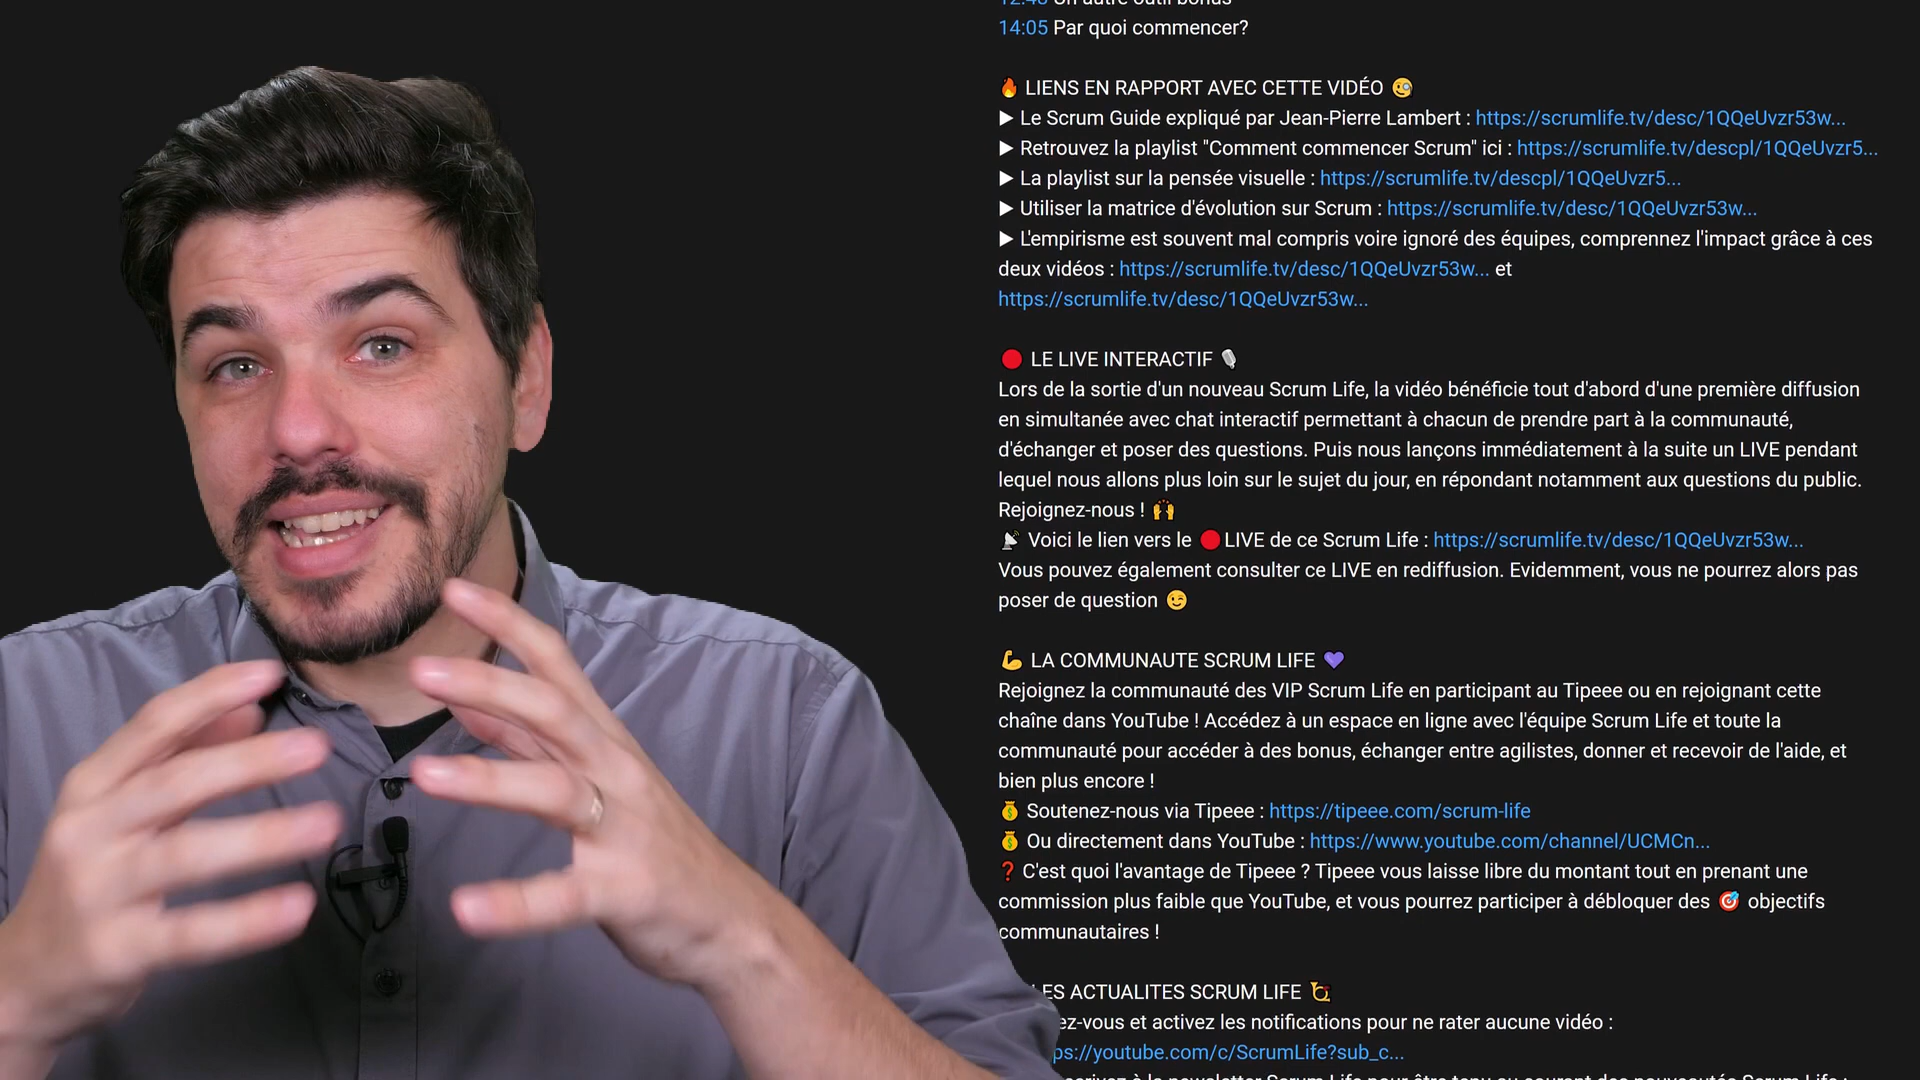 14:05 Par quoi commencer?
🔥 LIENS EN RAPPORT AVEC CETTE VIDÉO 🧐
▶ Le Scrum Guide expliqué par Jean-Pierre Lambert : https://scrumlife.tv/desc/1QQeUvzr53w...
▶ Retrouvez la playlist "Comment commencer Scrum" ici : https://scrumlife.tv/descpl/1QQeUvzr5...
▶ La playlist sur la pensée visuelle : https://scrumlife.tv/descpl/1QQeUvzr5...
▶ Utiliser la matrice d'évolution sur Scrum : https://scrumlife.tv/desc/1QQeUvzr53w...
▶ L'empirisme est souvent mal compris voire ignoré des équipes, comprennez l'impact grâce à ces
deux vidéos : https://scrumlife.tv/desc/1QQeUvzr53w... et
https://scrumlife.tv/desc/1QQeUvzr53w...
🔴 LE LIVE INTERACTIF 🎙
Lors de la sortie d'un nouveau Scrum Life, la vidéo bénéficie tout d'abord d'une première diffusion
en simultanée avec chat interactif permettant à chacun de prendre part à la communauté,
d'échanger et poser des questions. Puis nous lançons immédiatement à la suite un LIVE pendant
lequel nous allons plus loin sur le sujet du jour, en répondant notamment aux questions du public.
Rejoignez-nous ! 🙌
📡 Voici le lien vers le 🔴LIVE de ce Scrum Life : https://scrumlife.tv/desc/1QQeUvzr53w...
Vous pouvez également consulter ce LIVE en rediffusion. Evidemment, vous ne pourrez alors pas
poser de question 😉
💪 LA COMMUNAUTE SCRUM LIFE 💜
Rejoignez la communauté des VIP Scrum Life en participant au Tipeee ou en rejoignant cette
chaîne dans YouTube ! Accédez à un espace en ligne avec l'équipe Scrum Life et toute la
communauté pour accéder à des bonus, échanger entre agilistes, donner et recevoir de l'aide, et
bien plus encore !
💰 Soutenez-nous via Tipeee : https://tipeee.com/scrum-life
💰 Ou directement dans YouTube : https://www.youtube.com/channel/UCMCn...
❓ C'est quoi l'avantage de Tipeee ? Tipeee vous laisse libre du montant tout en prenant une
commission plus faible que YouTube, et vous pourrez participer à débloquer des 🎯 objectifs
communautaires !
ES ACTUALITES SCRUM LIFE 📯
ez-vous et activez les notifications pour ne rater aucune vidéo :
ps://youtube.com/c/ScrumLife?sub_c...